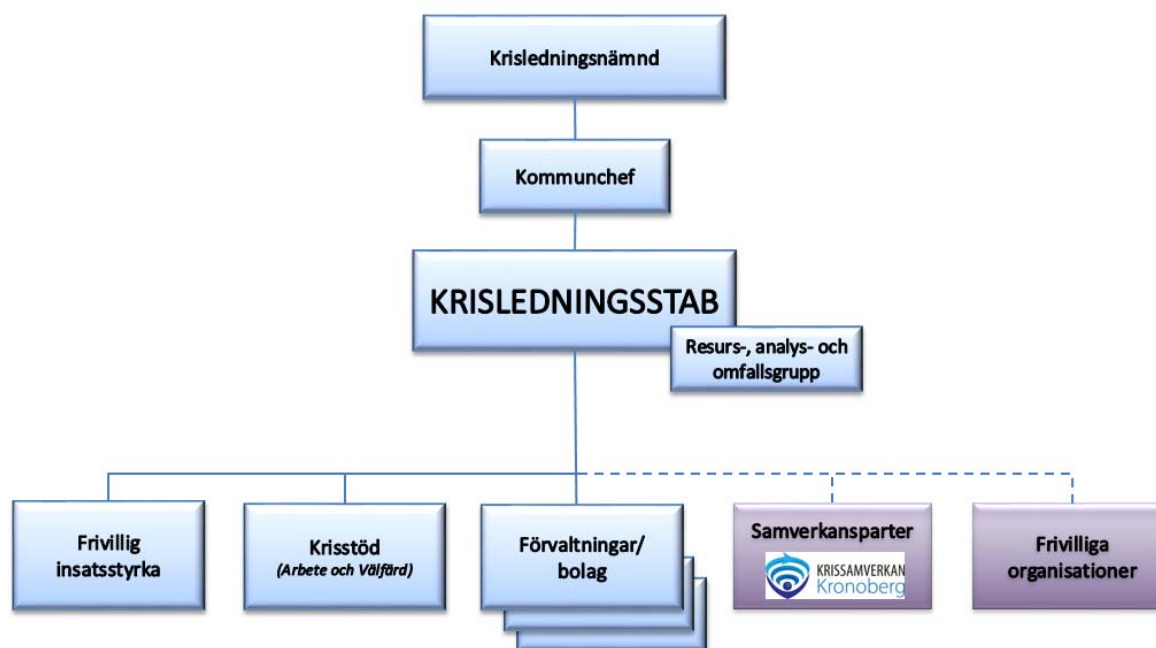 Krisledningsnämnd
Kommunchef
KRISLEDNINGSSTAB
Resurs-, analys- och
omfallsgrupp
Frivillig
insatsstyrka
Krisstöd
(Arbete och Välfärd)
Förvaltningar/
bolag
Samverkansparter
KRISSAMVERKAN
Kronoberg
Frivilliga
organisationer